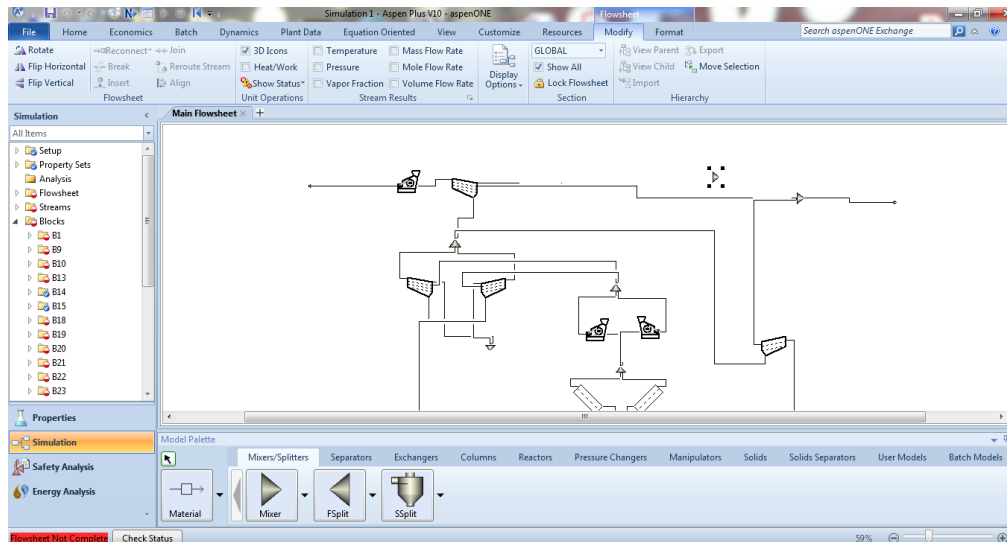 Simulation 1 - Aspen Plus V10 - aspenONE
Flowsheet
File Home Economics Batch Dynamics Plant Data Equation Oriented View Customize Resources Modify Format Search aspenONE Exchange
Rotate Reconnect Join 3D Icons Temperature Mass Flow Rate GLOBAL View Parent Export
Flip Horizontal Break Reroute Stream Heat/Work Pressure Mole Flow Rate Display Show All View Child Move Selection
Flip Vertical Insert Align Show Status Vapor Fraction Volume Flow Rate Options Lock Flowsheet Import
Flowsheet Unit Operations Stream Results Section Hierarchy
Simulation < Main Flowsheet × +
All Items
Setup
Property Sets
Analysis
Flowsheet
Streams
Blocks
B1
B9
B10
B13
B14
B15
B18
B19
B20
B21
B22
B23
Properties
Simulation
Safety Analysis
Energy Analysis
Model Palette
Mixers/Splitters Separators Exchangers Columns Reactors Pressure Changers Manipulators Solids Solids Separators User Models Batch Models
Material Mixer FSplit SSplit
Flowsheet Not Complete Check Status 59%